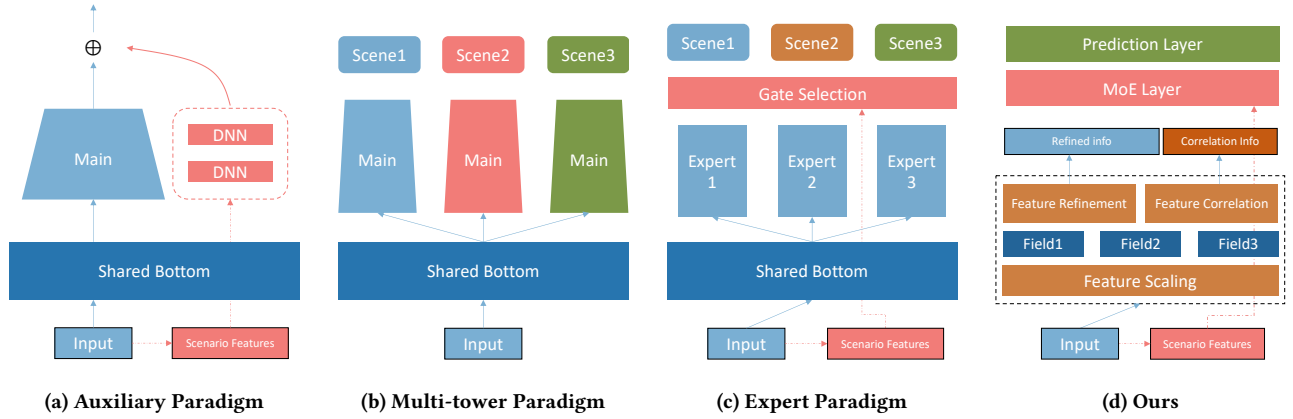 ⊕
Main
DNN
DNN
Shared Bottom
Input
Scenario Features
(a) Auxiliary Paradigm
Scene1
Scene2
Scene3
Main
Main
Main
Shared Bottom
Input
(b) Multi-tower Paradigm
Scene1
Scene2
Scene3
Gate Selection
Expert
1
Expert
2
Expert
3
Shared Bottom
Input
Scenario Features
(c) Expert Paradigm
Prediction Layer
MoE Layer
Refined info
Correlation Info
Feature Refinement
Feature Correlation
Field1
Field2
Field3
Feature Scaling
Input
Scenario Features
(d) Ours